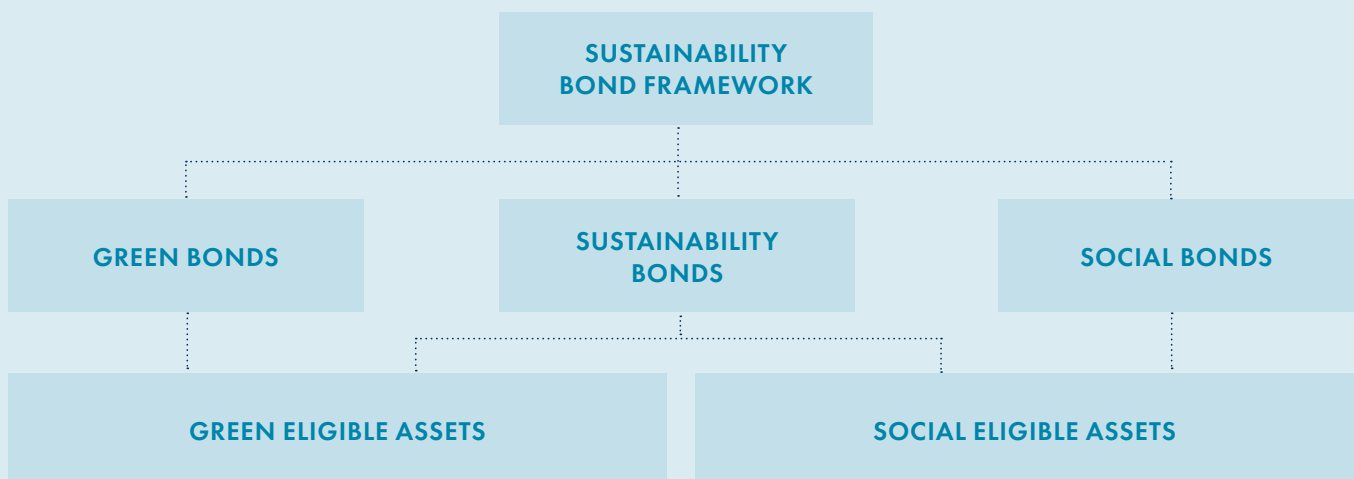 SUSTAINABILITY
BOND FRAMEWORK
GREEN BONDS
SUSTAINABILITY
BONDS
SOCIAL BONDS
GREEN ELIGIBLE ASSETS
SOCIAL ELIGIBLE ASSETS